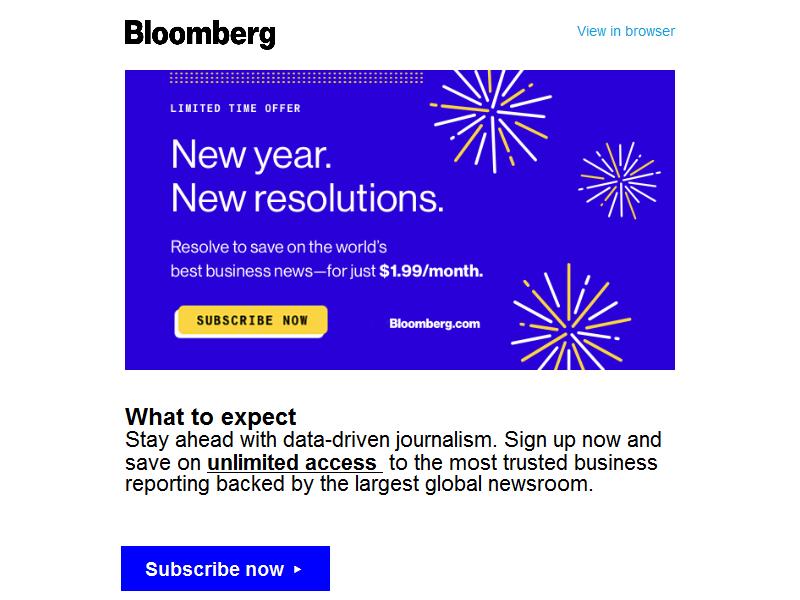 Bloomberg
View in browser
LIMITED TIME OFFER
New year.
New resolutions.
Resolve to save on the world's
best business news—for just $1.99/month.
SUBSCRIBE NOW
Bloomberg.com
What to expect
Stay ahead with data-driven journalism. Sign up now and
save on unlimited access to the most trusted business
reporting backed by the largest global newsroom.
Subscribe now